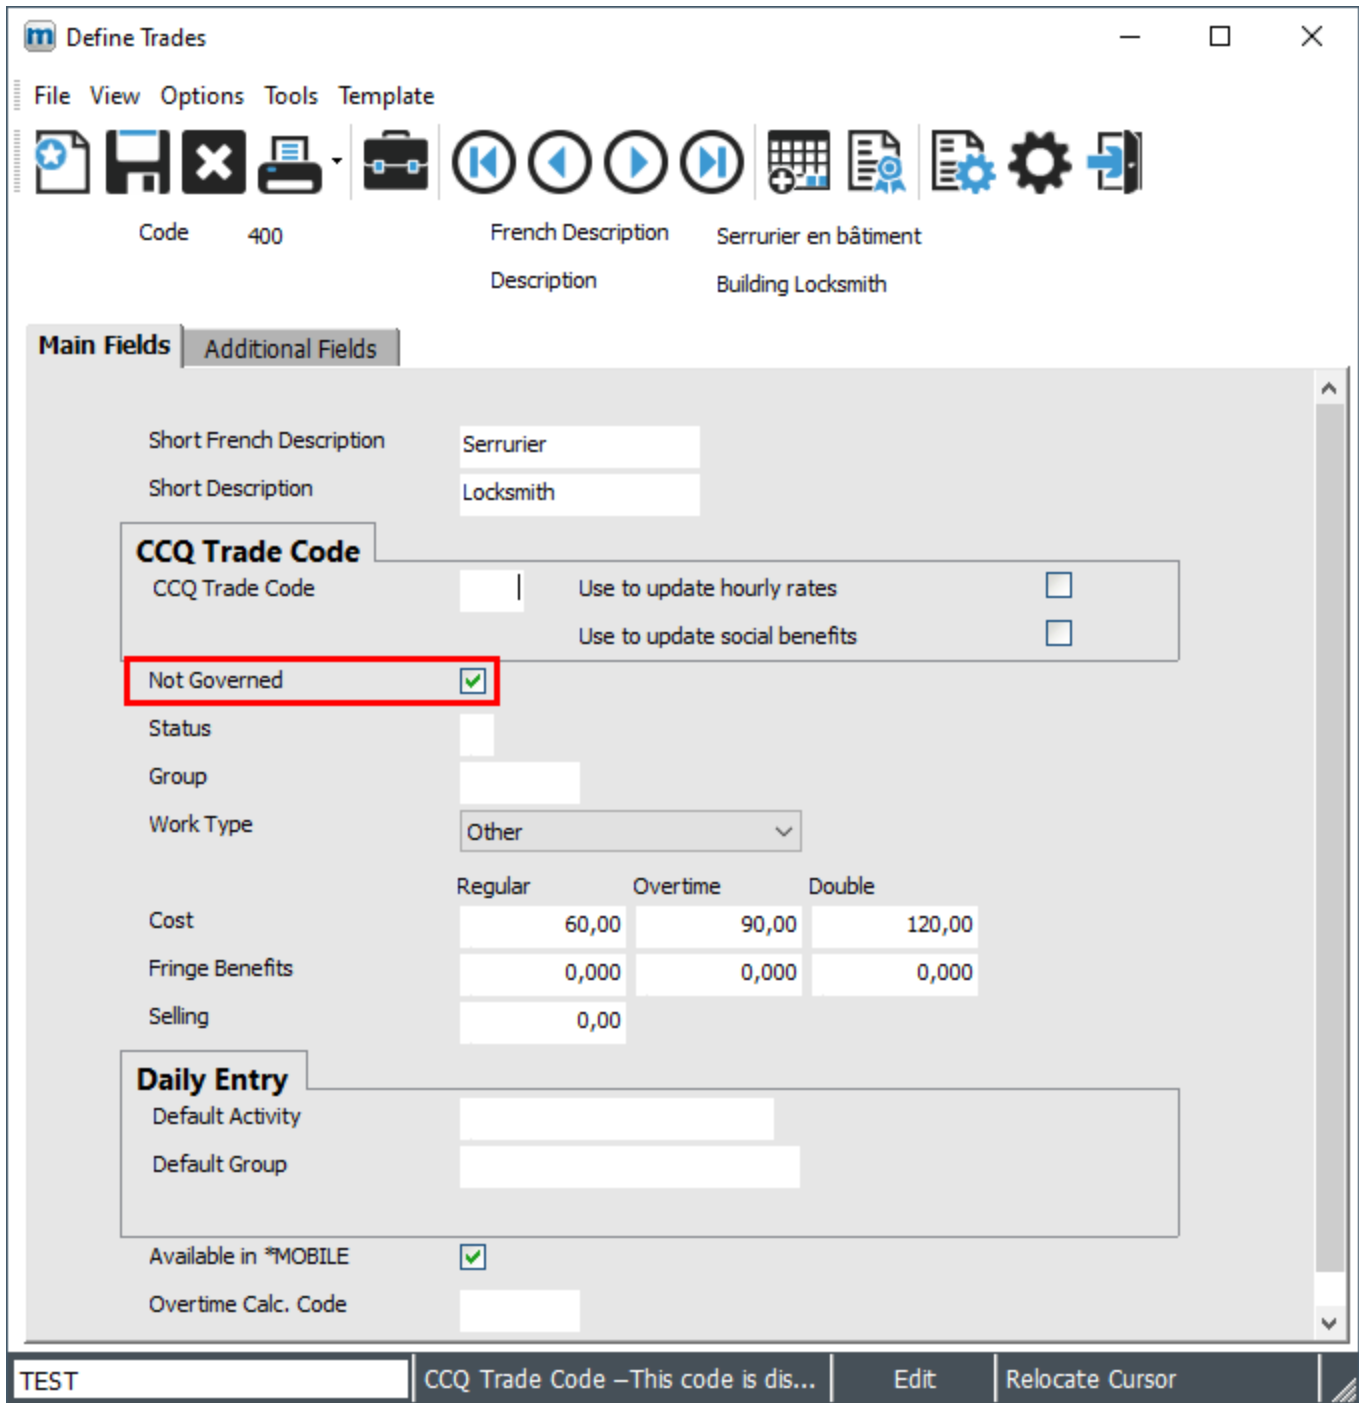 m Define Trades
File View Options Tools Template
Code 400 French Description Serrurier en bâtiment
Description Building Locksmith
Main Fields Additional Fields
Short French Description Serrurier
Short Description Locksmith
CCQ Trade Code
CCQ Trade Code Use to update hourly rates
Use to update social benefits
Not Governed
Status
Group
Work Type Other
Regular Overtime Double
Cost 60,00 90,00 120,00
Fringe Benefits 0,000 0,000 0,000
Selling 0,00
Daily Entry
Default Activity
Default Group
Available in *MOBILE
Overtime Calc. Code
TEST CCQ Trade Code –This code is dis... Edit Relocate Cursor